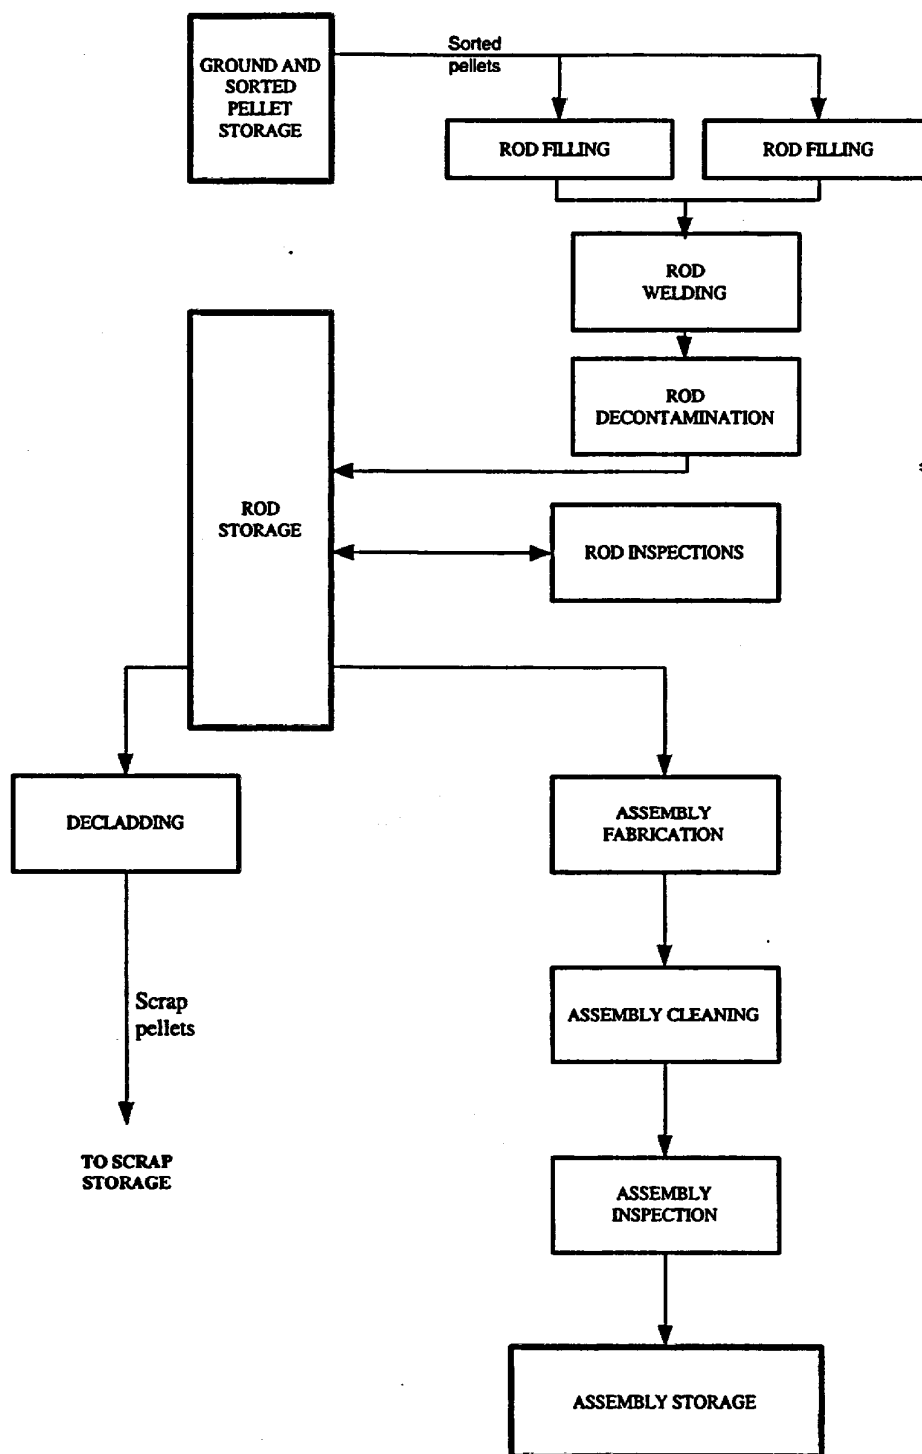 GROUND AND
SORTED
PELLET
STORAGE
Sorted
pellets
ROD FILLING
ROD FILLING
ROD
WELDING
ROD
DECONTAMINATION
ROD
STORAGE
ROD INSPECTIONS
DECLADDING
ASSEMBLY
FABRICATION
Scrap
pellets
ASSEMBLY CLEANING
TO SCRAP
STORAGE
ASSEMBLY
INSPECTION
ASSEMBLY STORAGE